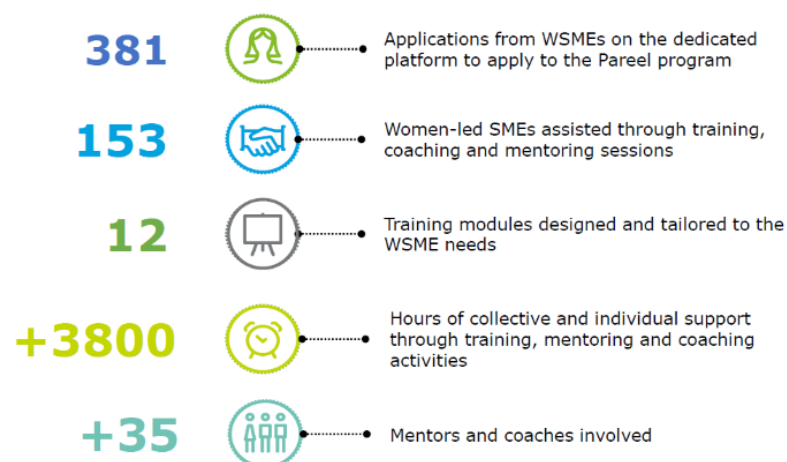 381
Applications from WSMEs on the dedicated
platform to apply to the Pareel program
153
Women-led SMEs assisted through training,
coaching and mentoring sessions
12
Training modules designed and tailored to the
WSME needs
+3800
Hours of collective and individual support
through training, mentoring and coaching
activities
+35
Mentors and coaches involved